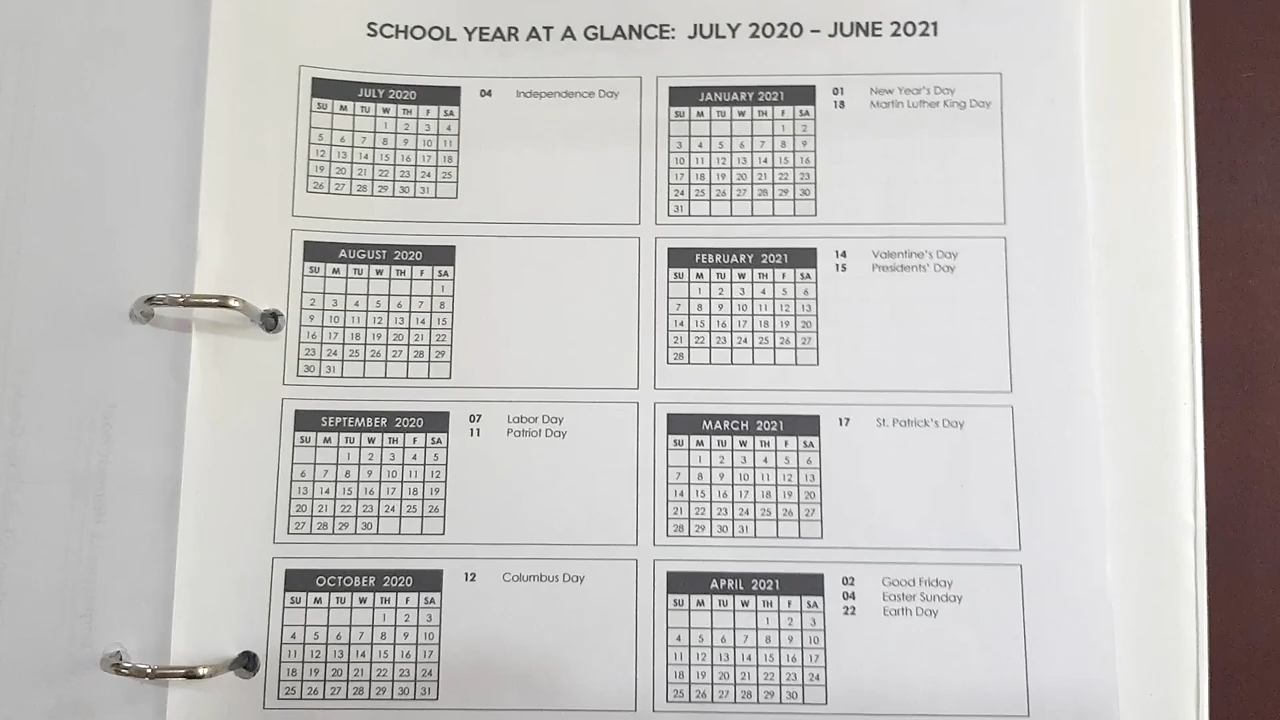 SCHOOL YEAR AT A GLANCE: JULY 2020 – JUNE 2021
JULY 2020
SU M TU W TH F SA
1 2 3 4
5 6 7 8 9 10 11
12 13 14 15 16 17 18
19 20 21 22 23 24 25
26 27 28 29 30 31
04 Independence Day
JANUARY 2021
SU M TU W TH F SA
1 2
3 4 5 6 7 8 9
10 11 12 13 14 15 16
17 18 19 20 21 22 23
24 25 26 27 28 29 30
31
01 New Year's Day
18 Martin Luther King Day
AUGUST 2020
SU M TU W TH F SA
1
2 3 4 5 6 7 8
9 10 11 12 13 14 15
16 17 18 19 20 21 22
23 24 25 26 27 28 29
30 31
FEBRUARY 2021
SU M TU W TH F SA
1 2 3 4 5 6
7 8 9 10 11 12 13
14 15 16 17 18 19 20
21 22 23 24 25 26 27
28
14 Valentine's Day
15 Presidents' Day
SEPTEMBER 2020
SU M TU W TH F SA
1 2 3 4 5
6 7 8 9 10 11 12
13 14 15 16 17 18 19
20 21 22 23 24 25 26
27 28 29 30
07 Labor Day
11 Patriot Day
MARCH 2021
SU M TU W TH F SA
1 2 3 4 5 6
7 8 9 10 11 12 13
14 15 16 17 18 19 20
21 22 23 24 25 26 27
28 29 30 31
17 St. Patrick's Day
OCTOBER 2020
SU M TU W TH F SA
1 2 3
4 5 6 7 8 9 10
11 12 13 14 15 16 17
18 19 20 21 22 23 24
25 26 27 28 29 30 31
12 Columbus Day
APRIL 2021
SU M TU W TH F SA
1 2 3
4 5 6 7 8 9 10
11 12 13 14 15 16 17
18 19 20 21 22 23 24
25 26 27 28 29 30
02 Good Friday
04 Easter Sunday
22 Earth Day